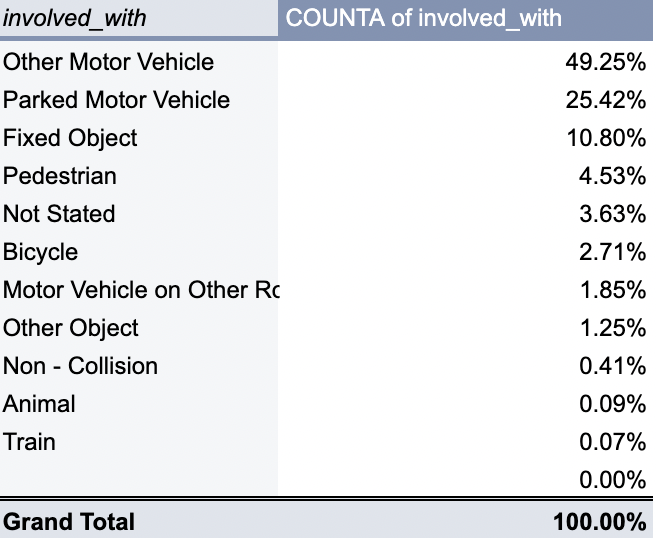 involved_with COUNTA of involved_with
Other Motor Vehicle 49.25%
Parked Motor Vehicle 25.42%
Fixed Object 10.80%
Pedestrian 4.53%
Not Stated 3.63%
Bicycle 2.71%
Motor Vehicle on Other 1.85%
Other Object 1.25%
Non - Collision 0.41%
Animal 0.09%
Train 0.07%
0.00%
Grand Total 100.00%